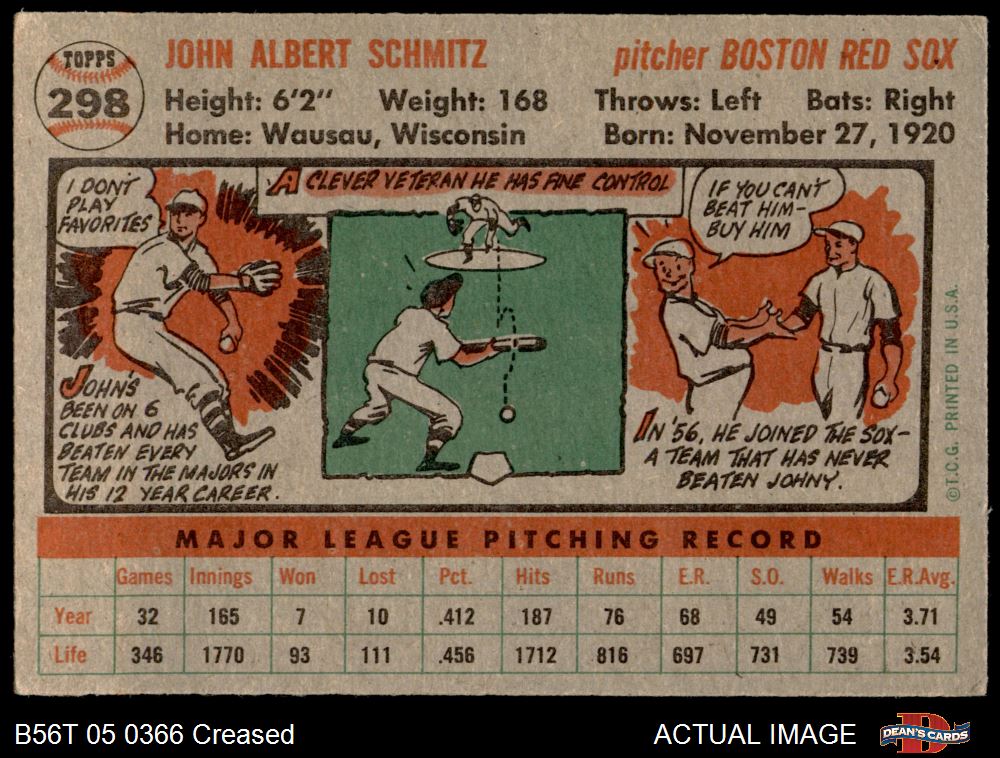 TOPPS
298
JOHN ALBERT SCHMITZ
pitcher BOSTON RED SOX
Height: 6'2" Weight: 168 Throws: Left Bats: Right
Home: Wausau, Wisconsin Born: November 27, 1920
I DON'T
PLAY
FAVORITES
JOHN'S
BEEN ON 6
CLUBS AND HAS
BEATEN EVERY
TEAM IN THE MAJORS IN
HIS 12 YEAR CAREER.
A CLEVER VETERAN HE HAS FINE CONTROL
IF YOU CAN'T
BEAT HIM-
BUY HIM
IN '56, HE JOINED THE SOX-
A TEAM THAT HAS NEVER
BEATEN JOHNY.
©T.C.G. PRINTED IN U.S.A.
MAJOR LEAGUE PITCHING RECORD
Games Innings Won Lost Pct. Hits Runs E.R. S.O. Walks E.R.Avg.
Year 32 165 7 10 .412 187 76 68 49 54 3.71
Life 346 1770 93 111 .456 1712 816 697 731 739 3.54
B56T 05 0366 Creased
ACTUAL IMAGE
DEAN'S CARDS